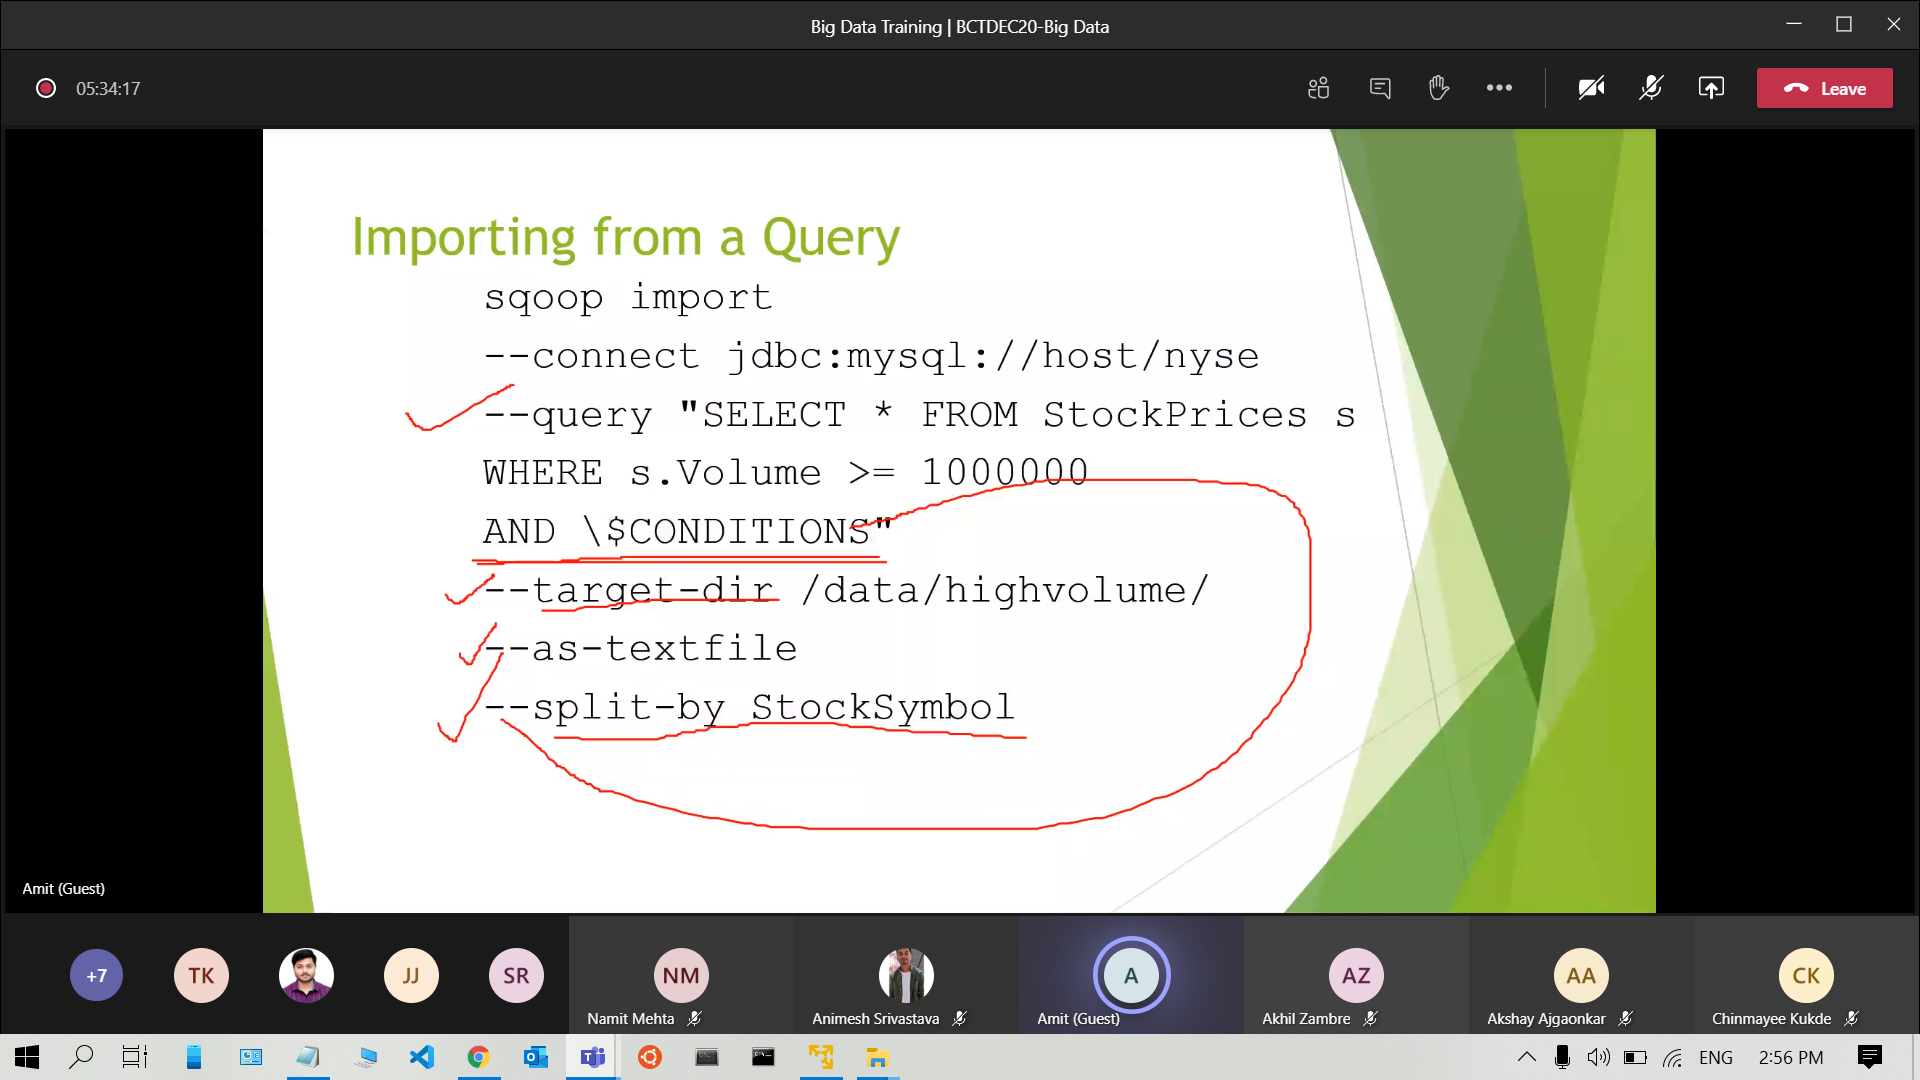 Big Data Training | BCTDEC20-Big Data
05:34:17
Leave
Importing from a Query
sqoop import
--connect jdbc:mysql://host/nyse
--query "SELECT * FROM StockPrices s
WHERE s.Volume >= 1000000
AND \$CONDITIONS"
--target-dir /data/highvolume/
--as-textfile
--split-by StockSymbol
Amit (Guest)
+7 TK JJ SR NM A AZ AA CK
Namit Mehta Animesh Srivastava Amit (Guest) Akhil Zambre Akshay Ajgaonkar Chinmayee Kukde
ENG 2:56 PM